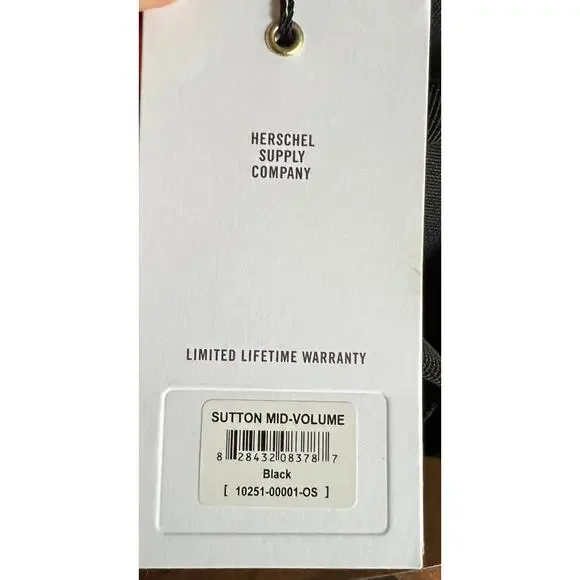 HERSCHEL
SUPPLY
COMPANY
LIMITED LIFETIME WARRANTY
SUTTON MID-VOLUME
8 28432 08378 7
Black
[ 10251-00001-OS ]